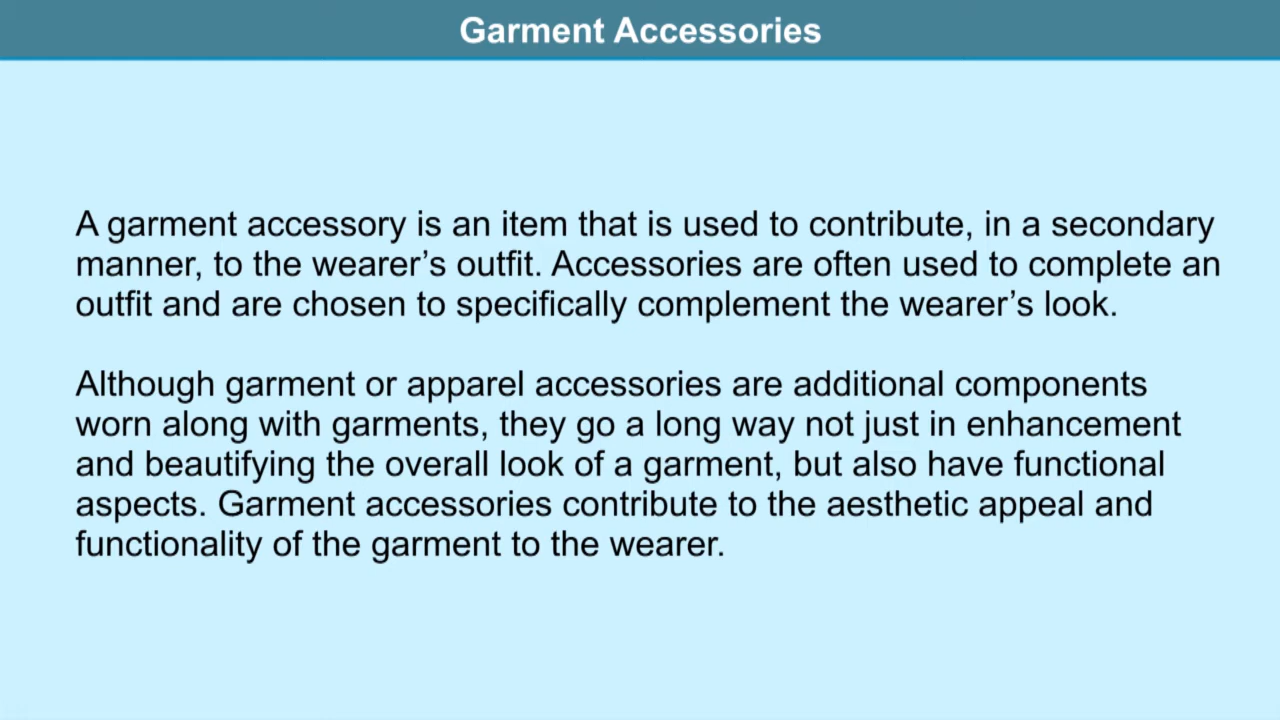 Garment Accessories
A garment accessory is an item that is used to contribute, in a secondary
manner, to the wearer’s outfit. Accessories are often used to complete an
outfit and are chosen to specifically complement the wearer’s look.
Although garment or apparel accessories are additional components
worn along with garments, they go a long way not just in enhancement
and beautifying the overall look of a garment, but also have functional
aspects. Garment accessories contribute to the aesthetic appeal and
functionality of the garment to the wearer.